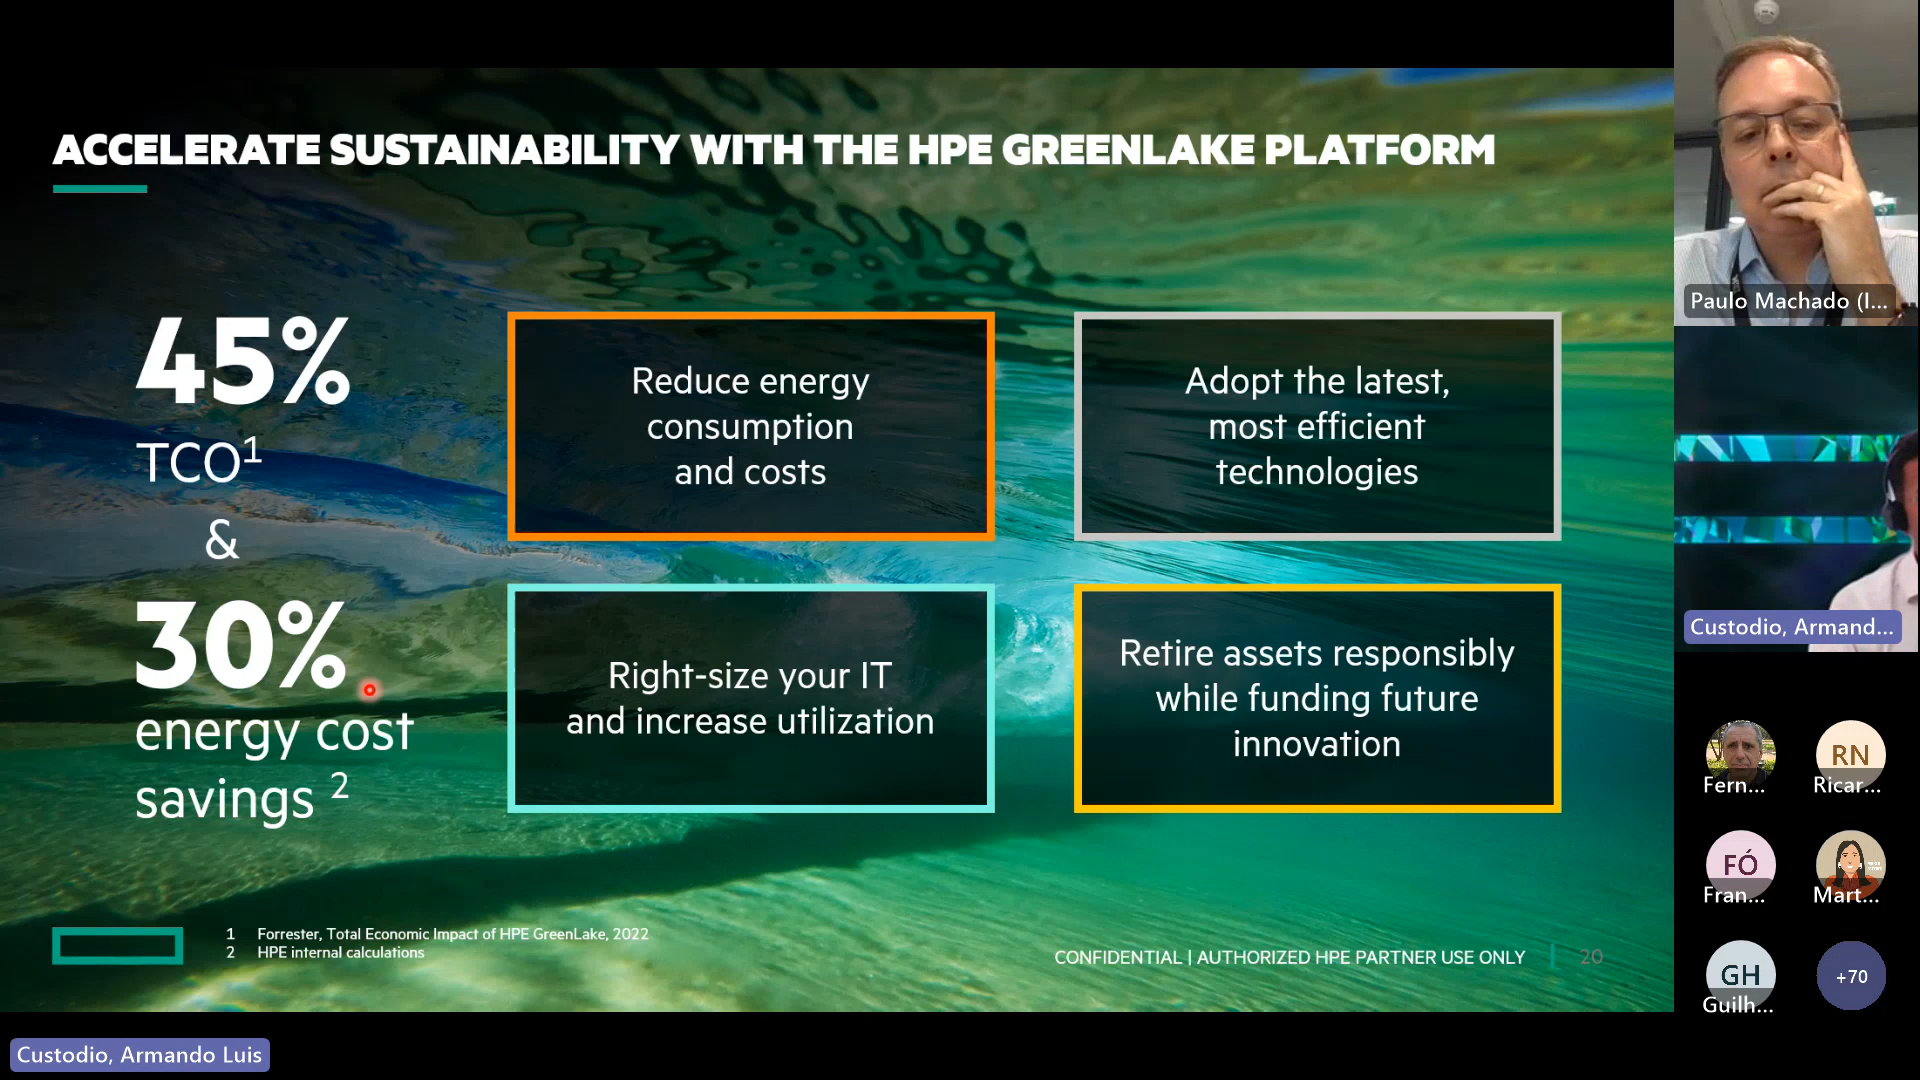 ACCELERATE SUSTAINABILITY WITH THE HPE GREENLAKE PLATFORM
45%
TCO1
&
30%
energy cost
savings 2
Reduce energy
consumption
and costs
Adopt the latest,
most efficient
technologies
Right-size your IT
and increase utilization
Retire assets responsibly
while funding future
innovation
1 Forrester, Total Economic Impact of HPE GreenLake, 2022
2 HPE internal calculations
CONFIDENTIAL | AUTHORIZED HPE PARTNER USE ONLY 20
Paulo Machado (I...
Custodio, Armand...
Fern...
RN
Ricar...
FÓ
Fran...
Mart...
GH
Guilh...
+70
Custodio, Armando Luis